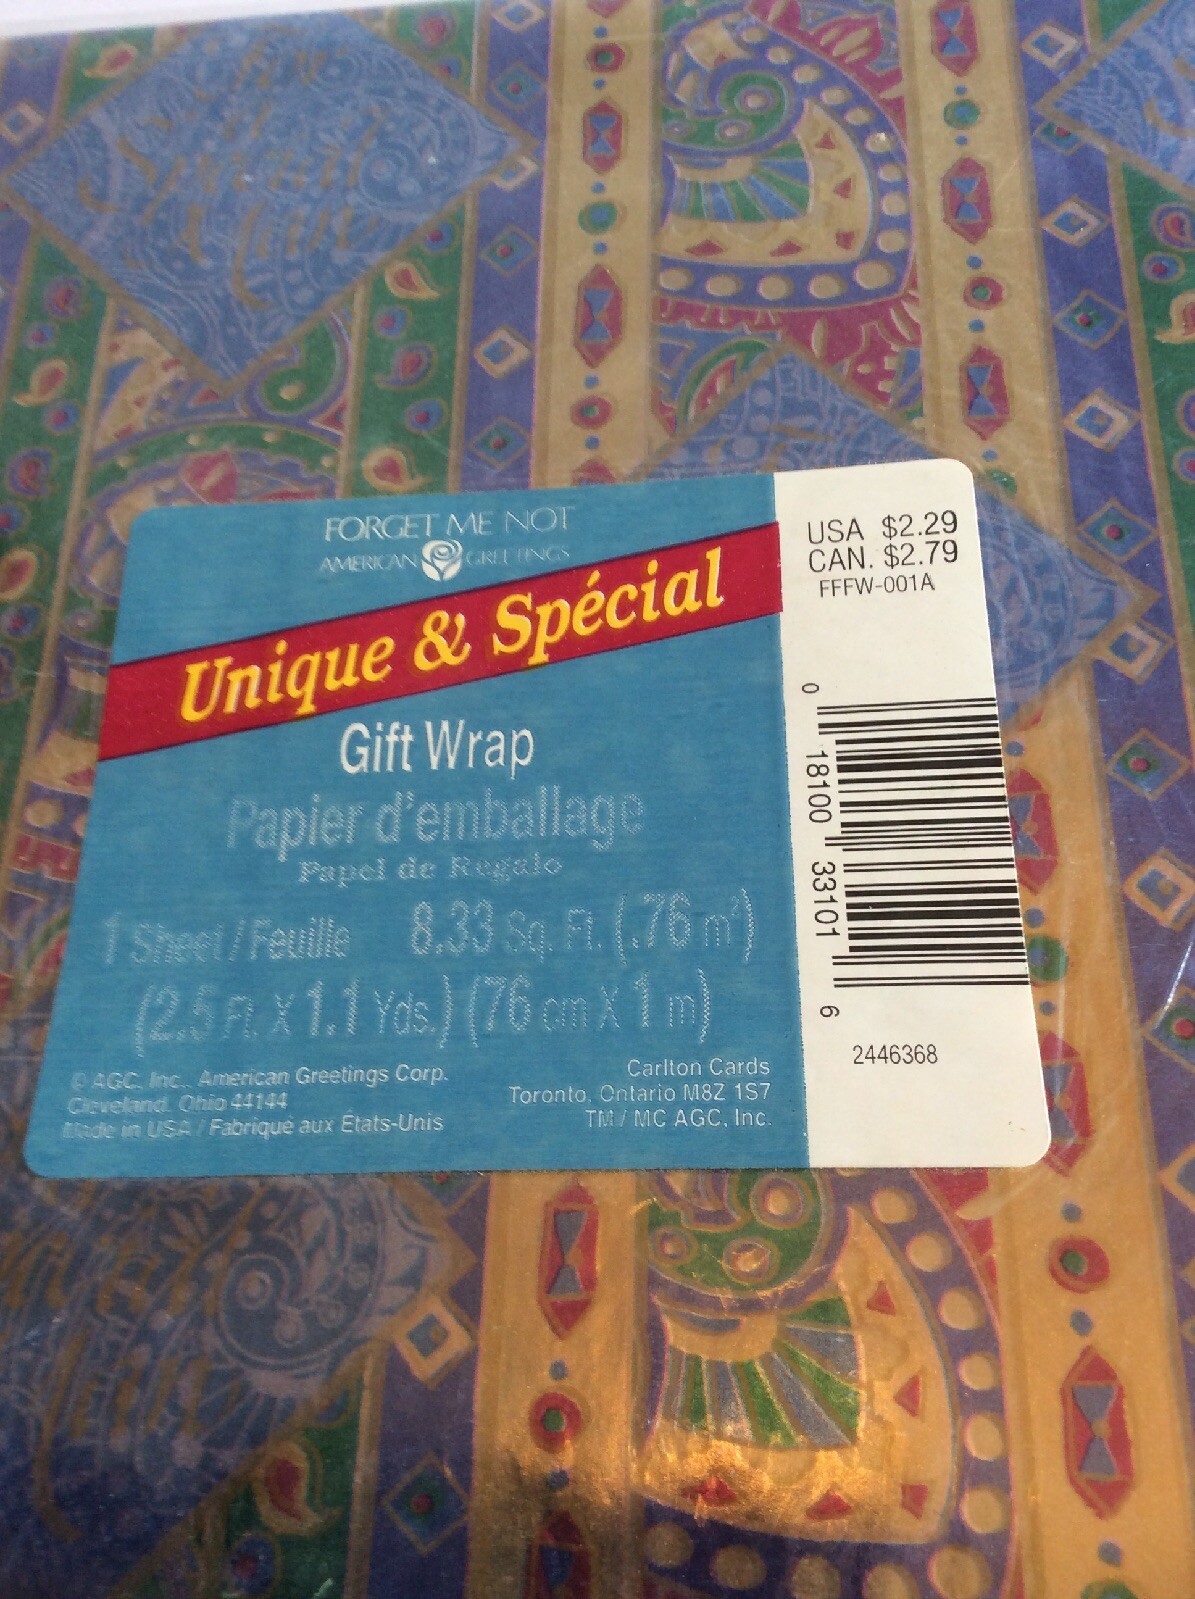 FORGET ME NOT
AMERICAN GREETINGS
Unique & Spécial
Gift Wrap
Papier d'emballage
Papel de Regalo
1 Sheet / Feuille 8.33 Sq. Ft. (.76 m²)
(2.5 Ft. X 1.1 Yds.) (76 cm X 1 m)
© AGC, Inc., American Greetings Corp.
Cleveland, Ohio 44144
Made in USA / Fabriqué aux États-Unis
Carlton Cards
Toronto, Ontario M8Z 1S7
TM / MC AGC, Inc.
USA $2.29
CAN. $2.79
FFFW-001A
0 18100 33101 6
2446368